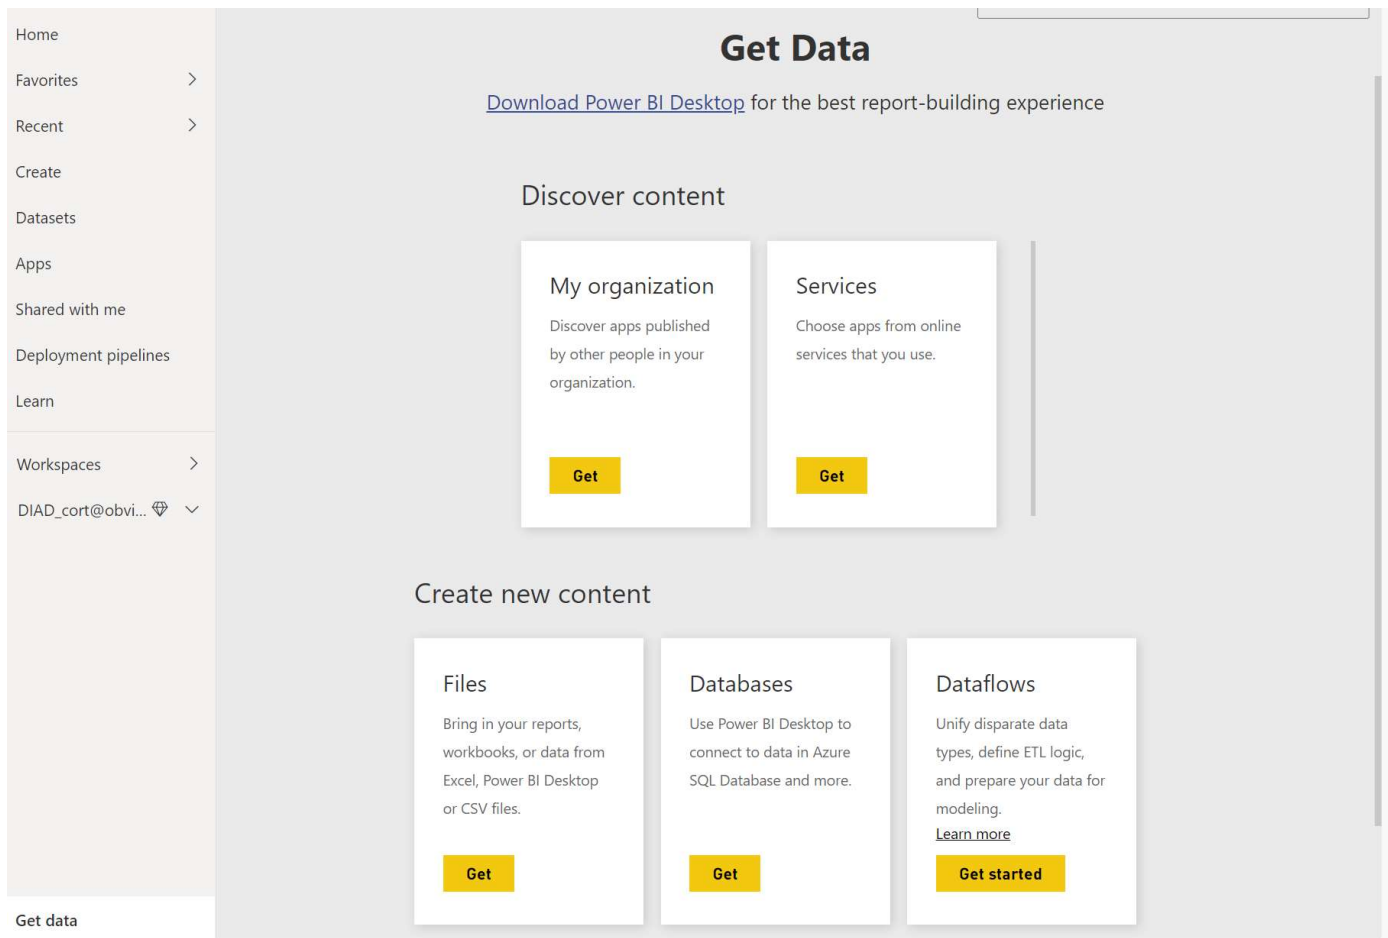 Home
Favorites
Recent
Create
Datasets
Apps
Shared with me
Deployment pipelines
Learn
Workspaces
DIAD_cort@obvi...
Get data
Get Data
Download Power BI Desktop for the best report-building experience
Discover content
My organization
Discover apps published
by other people in your
organization.
Get
Services
Choose apps from online
services that you use.
Get
Create new content
Files
Bring in your reports,
workbooks, or data from
Excel, Power BI Desktop
or CSV files.
Get
Databases
Use Power BI Desktop to
connect to data in Azure
SQL Database and more.
Get
Dataflows
Unify disparate data
types, define ETL logic,
and prepare your data for
modeling.
Learn more
Get started